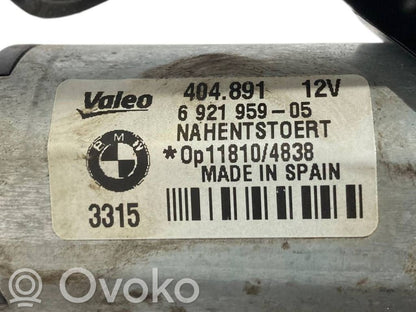 Valeo 404.891 12V
6 921 959-05
NAHENTSTOERT
BMW
*Op11810/4838
MADE IN SPAIN
3315
Ovoko